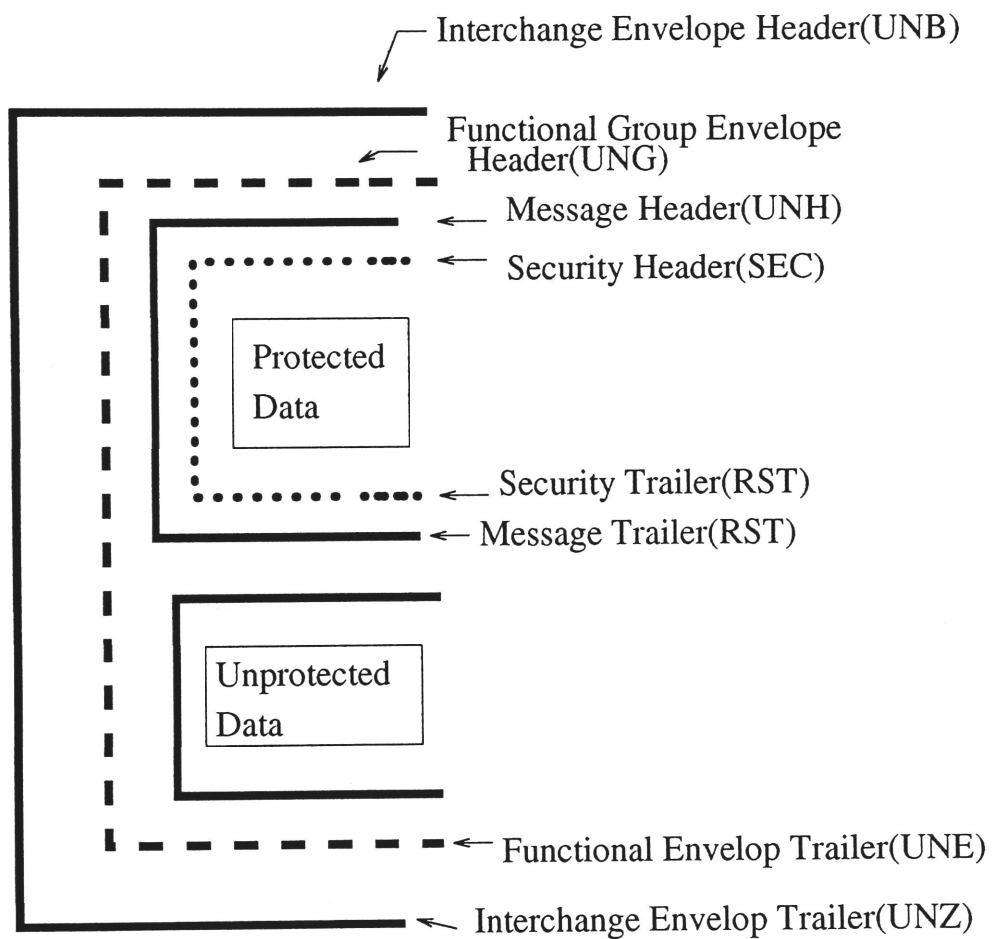 Interchange Envelope Header(UNB)
Functional Group Envelope
Header(UNG)
Message Header(UNH)
Security Header(SEC)
Protected
Data
Security Trailer(RST)
Message Trailer(RST)
Unprotected
Data
Functional Envelop Trailer(UNE)
Interchange Envelop Trailer(UNZ)